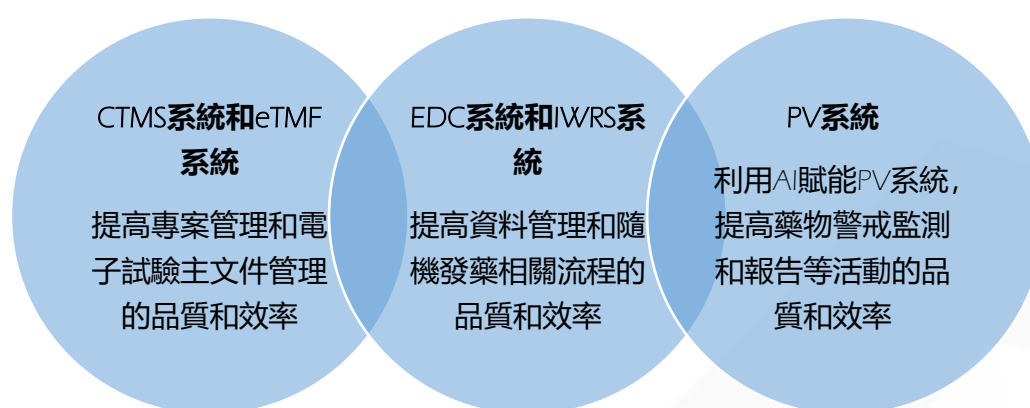 CTMS系統和eTMF
系統
提高專案管理和電
子試驗主文件管理
的品質和效率
EDC系統和IWRS系
統
提高資料管理和隨
機發藥相關流程的
品質和效率
PV系統
利用AI賦能PV系統，
提高藥物警戒監測
和報告等活動的品
質和效率